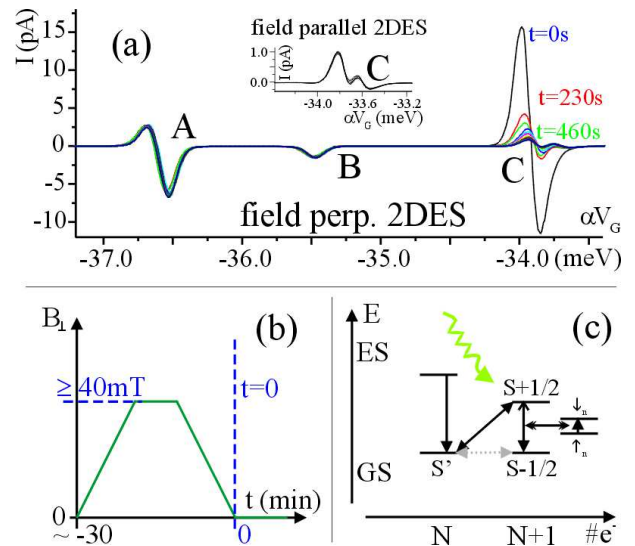 (a)
I (pA)
15
10
5
0
-5
-10
field parallel 2DES
I (pA)
1.0
0.0
C
-34.0
-33.6
-33.2
αV_G (meV)
t=0s
t=230s
t=460s
A
B
C
field perp. 2DES
αV_G
-37.0
-36.0
-35.0
-34.0 (meV)
(b)
B⊥
≥ 40mT
t=0
t (min)
0
~ -30
0
(c)
E
ES
S+1/2
↓n
↑n
GS
S'
S-1/2
N
N+1
#e⁻